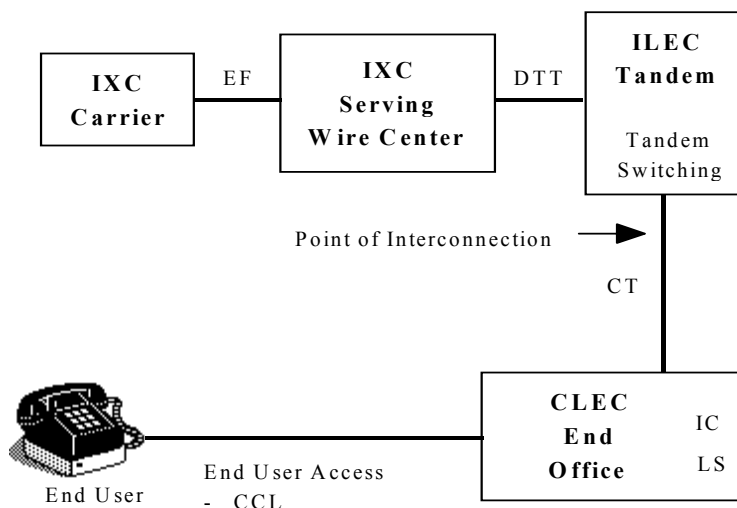 IXC
Carrier
EF
IXC
Serving
Wire Center
DTT
ILEC
Tandem
Tandem
Switching
Point of Interconnection
CT
CLEC
End
Office
IC
LS
End User
End User Access
- CCL